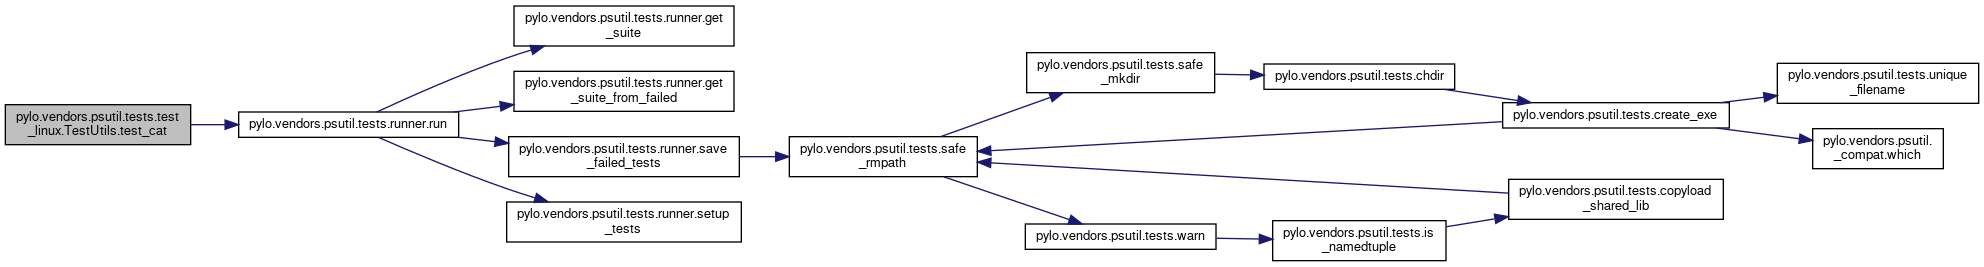 pylo.vendors.psutil.tests.test
_linux.TestUtils.test_cat
pylo.vendors.psutil.tests.runner.run
pylo.vendors.psutil.tests.runner.get
_suite
pylo.vendors.psutil.tests.runner.get
_suite_from_failed
pylo.vendors.psutil.tests.runner.save
_failed_tests
pylo.vendors.psutil.tests.runner.setup
_tests
pylo.vendors.psutil.tests.safe
_rmpath
pylo.vendors.psutil.tests.safe
_mkdir
pylo.vendors.psutil.tests.warn
pylo.vendors.psutil.tests.chdir
pylo.vendors.psutil.tests.is
_namedtuple
pylo.vendors.psutil.tests.create_exe
pylo.vendors.psutil.tests.copyload
_shared_lib
pylo.vendors.psutil.tests.unique
_filename
pylo.vendors.psutil.
_compat.which